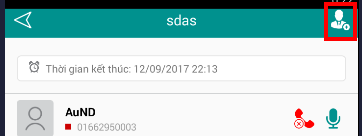 sdas
Thời gian kết thúc: 12/09/2017 22:13
AuND
01662950003